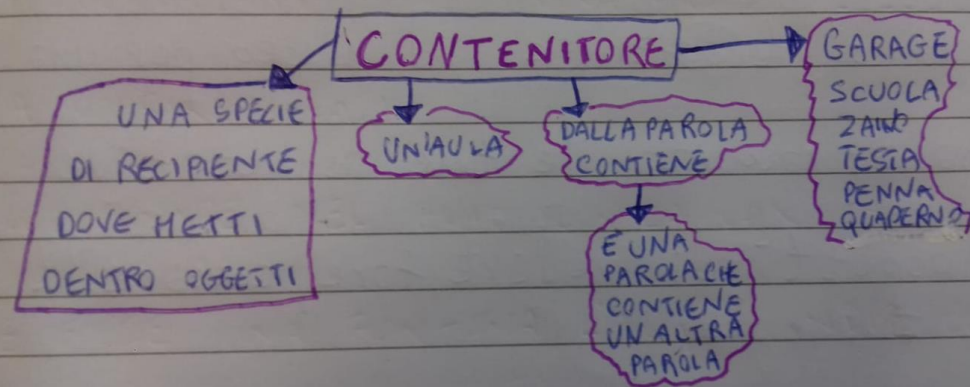 CONTENITORE
UNA SPECIE
DI RECIPIENTE
DOVE METTI
DENTRO OGGETTI
UN'AULA
DALLA PAROLA
CONTIENE
È UNA
PAROLA CHE
CONTIENE
UN ALTRA
PAROLA
GARAGE
SCUOLA
ZAINO
TESTA
PENNA
QUADERNO